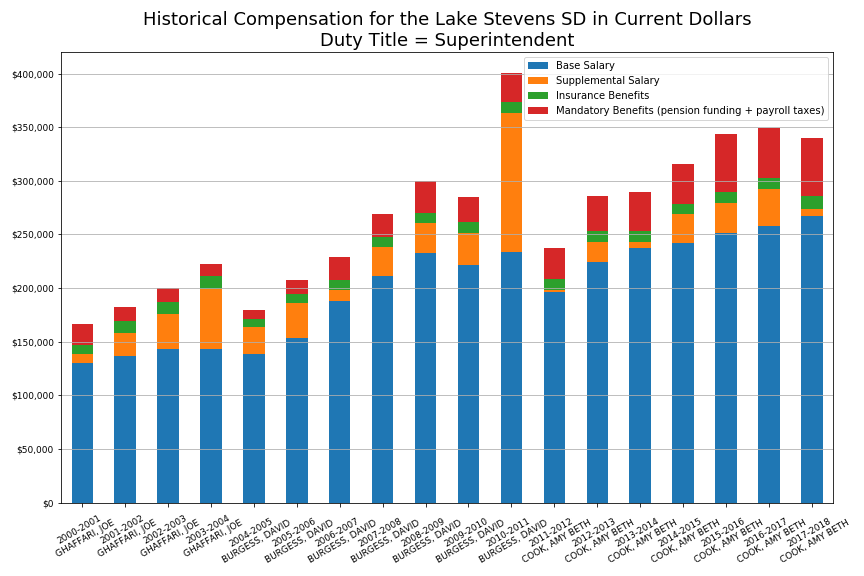 Historical Compensation for the Lake Stevens SD in Current Dollars
Duty Title = Superintendent
Base Salary
Supplemental Salary
Insurance Benefits
Mandatory Benefits (pension funding + payroll taxes)
$400,000
$350,000
$300,000
$250,000
$200,000
$150,000
$100,000
$50,000
$0
2000-2001
GHAFFARI, JOE
2001-2002
GHAFFARI, JOE
2002-2003
GHAFFARI, JOE
2003-2004
GHAFFARI, JOE
2004-2005
BURGESS, DAVID
2005-2006
BURGESS, DAVID
2006-2007
BURGESS, DAVID
2007-2008
BURGESS, DAVID
2008-2009
BURGESS, DAVID
2009-2010
BURGESS, DAVID
2010-2011
BURGESS, DAVID
2011-2012
COOK, AMY BETH
2012-2013
COOK, AMY BETH
2013-2014
COOK, AMY BETH
2014-2015
COOK, AMY BETH
2015-2016
COOK, AMY BETH
2016-2017
COOK, AMY BETH
2017-2018
COOK, AMY BETH